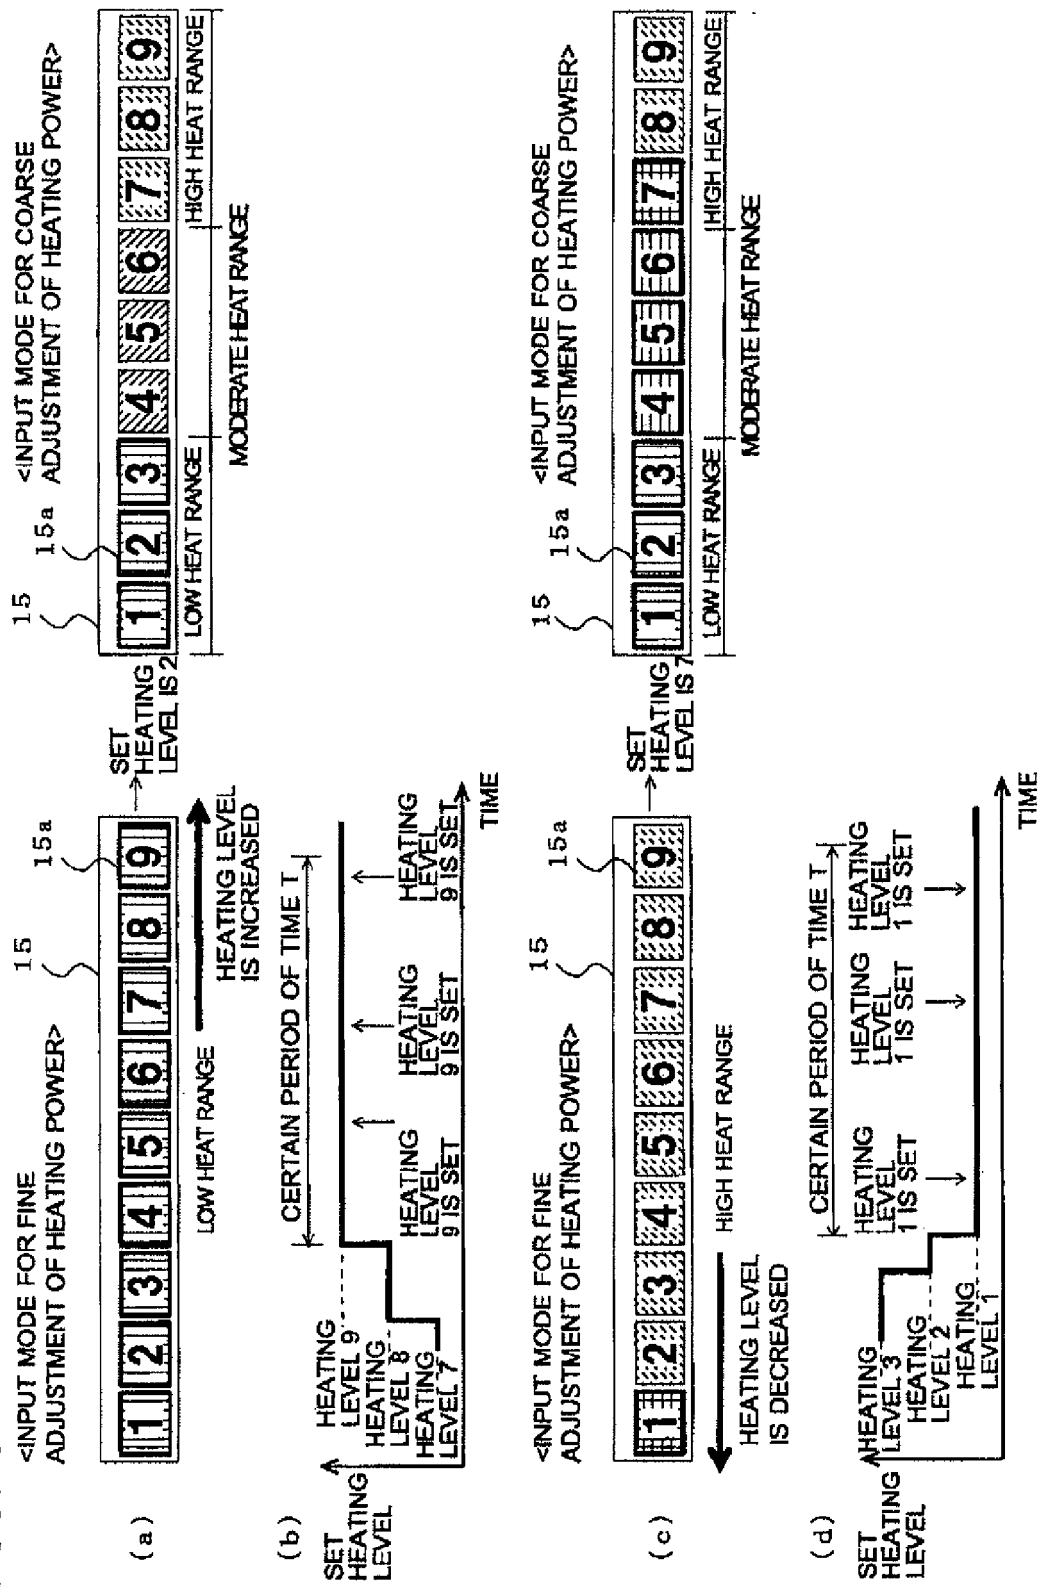 (a)
<INPUT MODE FOR FINE
ADJUSTMENT OF HEATING POWER>
15
15a
1 2 3 4 5 6 7 8 9
LOW HEAT RANGE
HEATING LEVEL
IS INCREASED
SET
HEATING
LEVEL IS 2
<INPUT MODE FOR COARSE
ADJUSTMENT OF HEATING POWER>
15
15a
1 2 3 4 5 6 7 8 9
LOW HEAT RANGE
MODERATE HEAT RANGE
HIGH HEAT RANGE
(b)
SET
HEATING
LEVEL
HEATING
LEVEL 9
HEATING
LEVEL 8
HEATING
LEVEL 7
CERTAIN PERIOD OF TIME T
HEATING
LEVEL
9 IS SET
HEATING
LEVEL
9 IS SET
HEATING
LEVEL
9 IS SET
TIME
(c)
<INPUT MODE FOR FINE
ADJUSTMENT OF HEATING POWER>
15
15a
1 2 3 4 5 6 7 8 9
HIGH HEAT RANGE
HEATING LEVEL
IS DECREASED
SET
HEATING
LEVEL IS 7
<INPUT MODE FOR COARSE
ADJUSTMENT OF HEATING POWER>
15
15a
1 2 3 4 5 6 7 8 9
LOW HEAT RANGE
MODERATE HEAT RANGE
HIGH HEAT RANGE
(d)
SET
HEATING
LEVEL
HEATING
LEVEL 3
HEATING
LEVEL 2
HEATING
LEVEL 1
CERTAIN PERIOD OF TIME T
HEATING
LEVEL
1 IS SET
HEATING
LEVEL
1 IS SET
HEATING
LEVEL
1 IS SET
TIME